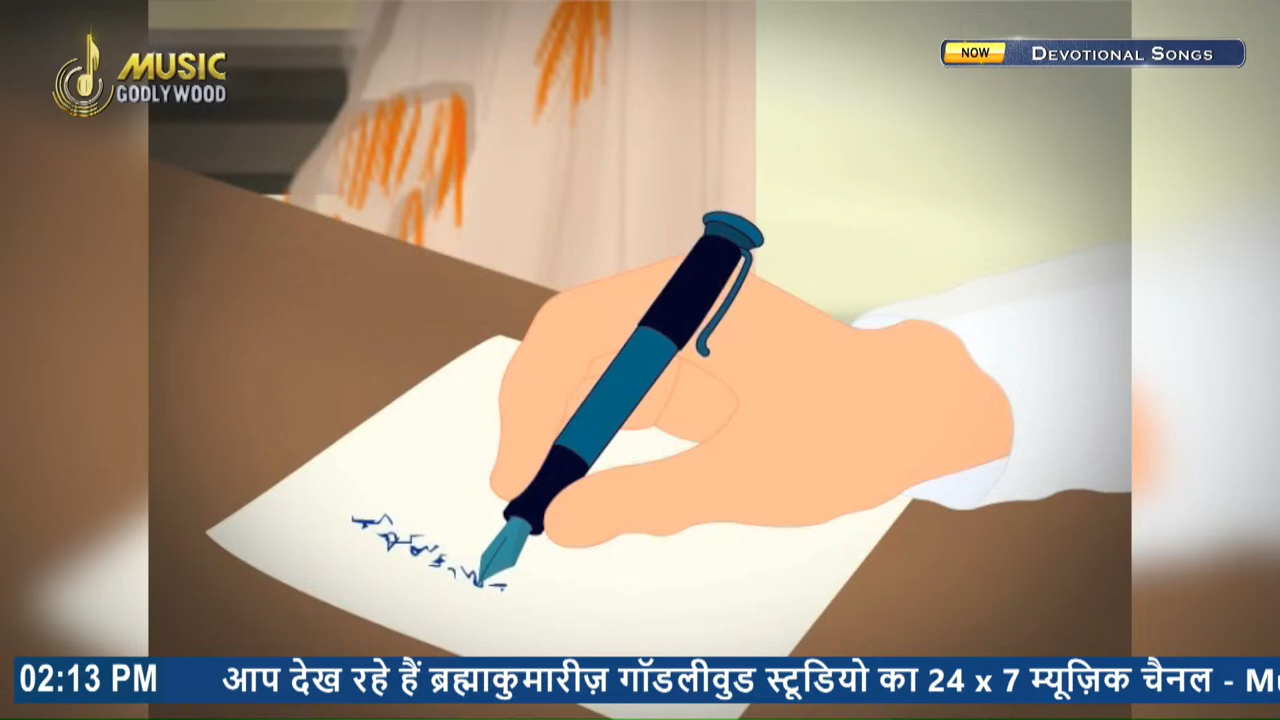 MUSIC
GODLYWOOD
NOW DEVOTIONAL SONGS
02:13 PM आप देख रहे हैं ब्रह्माकुमारीज़ गॉडलीवुड स्टूडियो का 24 x 7 म्यूज़िक चैनल -